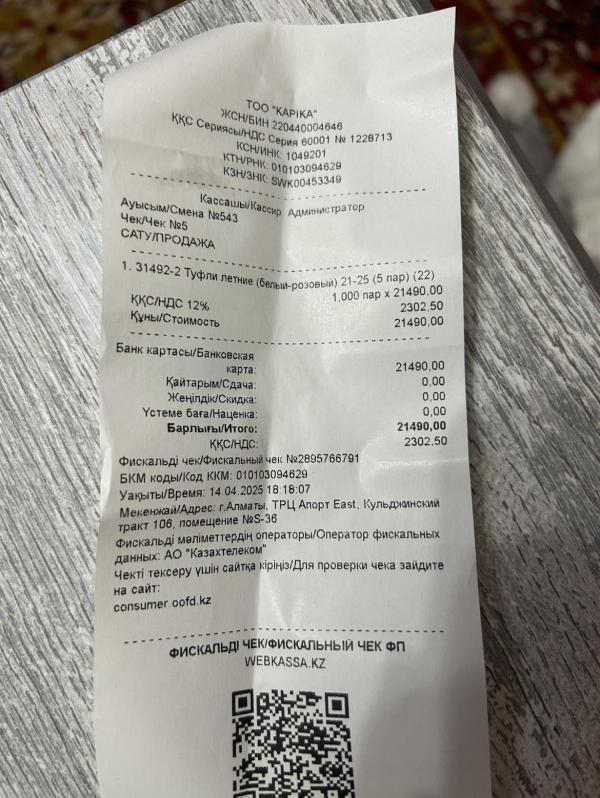 ТОО "KAPIKA"
ЖСН/БИН 220440004646
ҚҚС Сериясы/НДС Серия 60001 № 1228713
КСН/ИНК: 1049201
КТН/РНК: 010103094629
КЗН/ЗНК: SWK00453349
Кассашы/Кассир Администратор
Ауысым/Смена №543
Чек/Чек №5
САТУ/ПРОДАЖА
1. 31492-2 Туфли летние (белый-розовый) 21-25 (5 пар) (22)
1,000 пар x 21490,00
ҚҚС/НДС 12% 2302,50
Құны/Стоимость 21490,00
Банк картасы/Банковская
карта: 21490,00
Қайтарым/Сдача: 0,00
Жеңілдік/Скидка: 0,00
Үстеме баға/Наценка: 0,00
Барлығы/Итого: 21490,00
ҚҚС/НДС: 2302,50
Фискальді чек/Фискальный чек №2895766791
БКМ коды/Код ККМ: 010103094629
Уақыты/Время: 14.04.2025 18:18:07
Мекенжай/Адрес: г.Алматы, ТРЦ Апорт East, Кульджинский
тракт 106, помещение №S-36
Фискальді мәліметтердің операторы/Оператор фискальных
данных: АО "Казахтелеком"
Чекті тексеру үшін сайтқа кіріңіз/Для проверки чека зайдите
на сайт:
consumer.oofd.kz
ФИСКАЛЬДІ ЧЕК/ФИСКАЛЬНЫЙ ЧЕК ФП
WEBKASSA.KZ